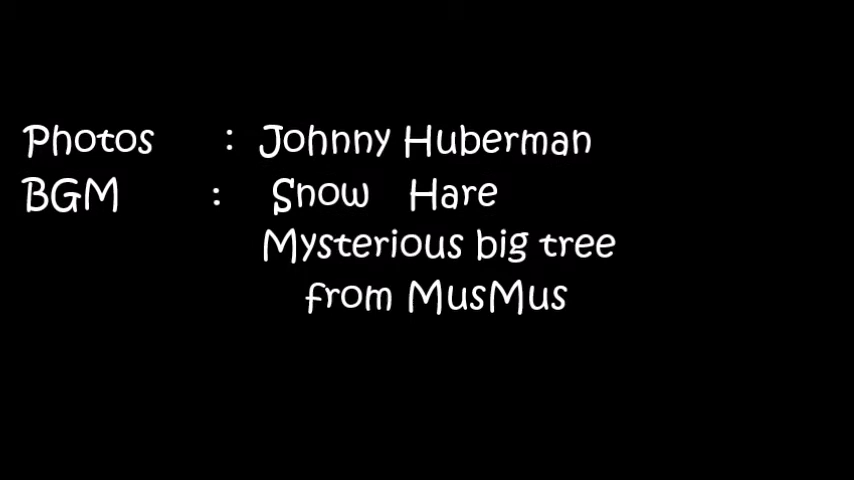 Photos : Johnny Huberman
BGM : Snow Hare
Mysterious big tree
from MusMus